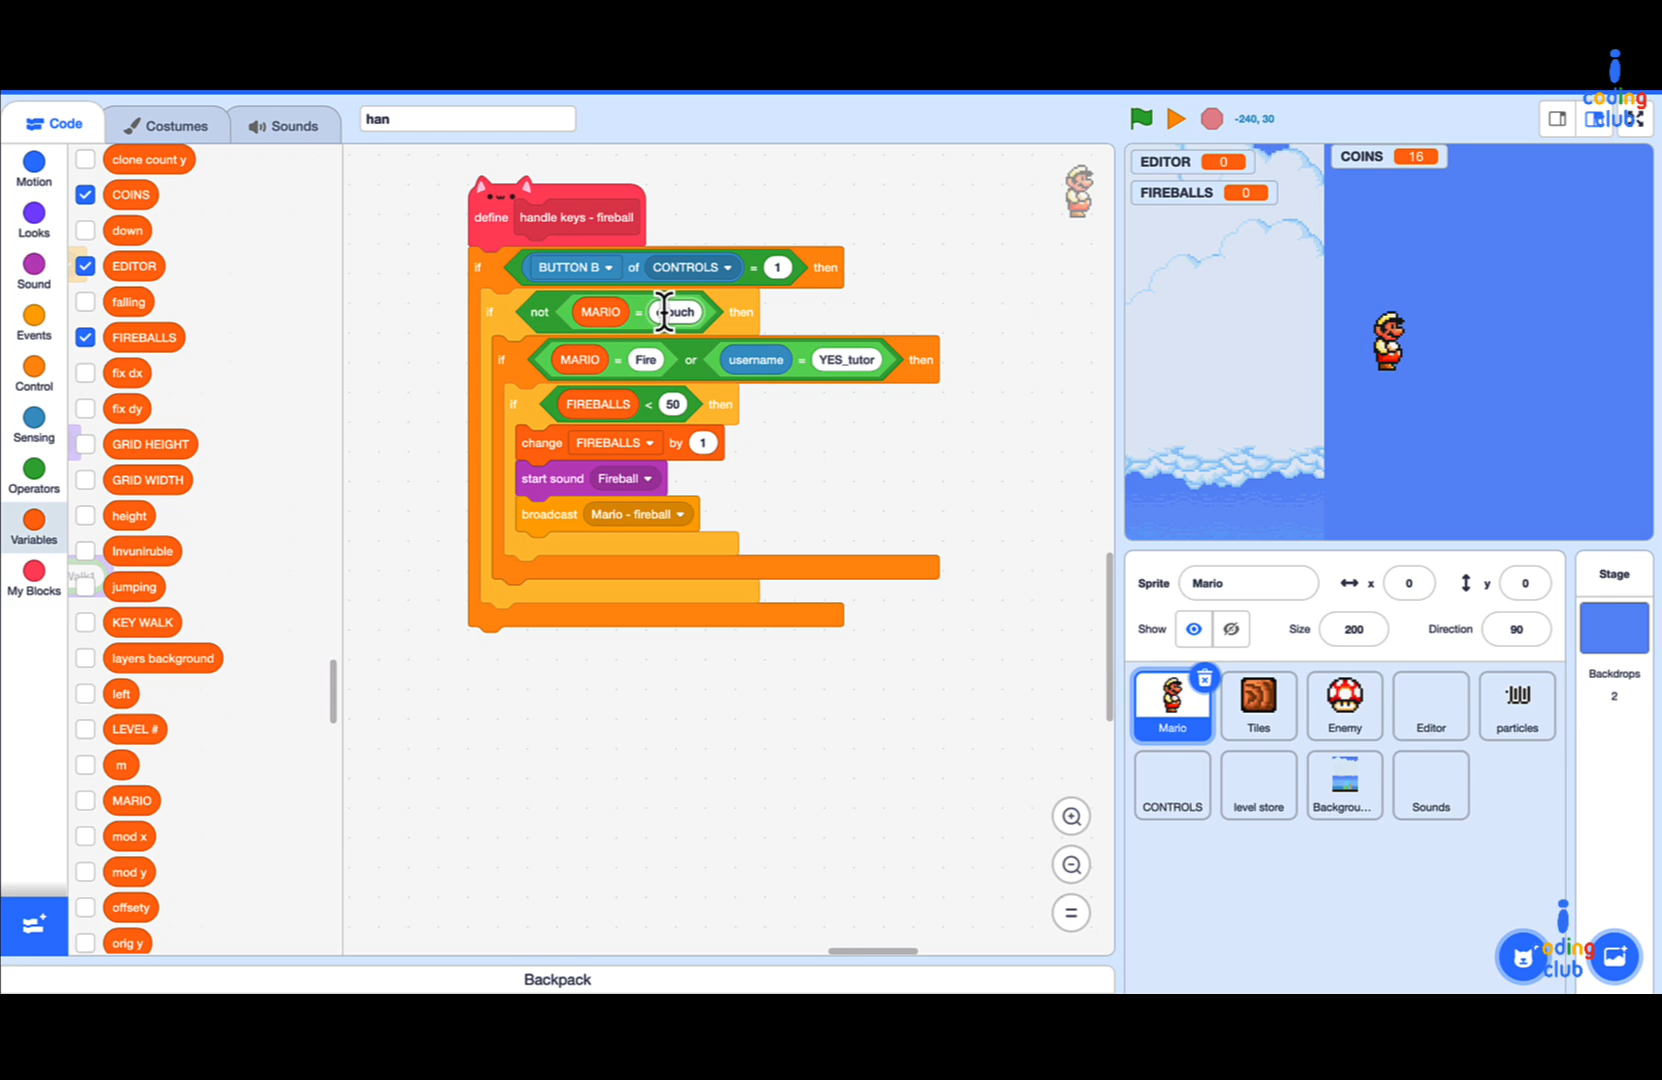 Code
Costumes
Sounds
han
-240, 30
coding
club
Motion
Looks
Sound
Events
Control
Sensing
Operators
Variables
My Blocks
clone count y
COINS
down
EDITOR
falling
FIREBALLS
fix dx
fix dy
GRID HEIGHT
GRID WIDTH
height
Invunlruble
jumping
KEY WALK
layers background
left
LEVEL #
m
MARIO
mod x
mod y
offsety
orig y
define handle keys - fireball
if BUTTON B of CONTROLS = 1 then
if not MARIO = then
if MARIO = Fire or username = YES_tutor then
if FIREBALLS < 50 then
change FIREBALLS by 1
start sound Fireball
broadcast Mario - fireball
EDITOR 0
FIREBALLS 0
COINS 16
Sprite Mario x 0 y 0
Show Size 200 Direction 90
Mario
Tiles
Enemy
Editor
particles
CONTROLS
level store
Backgrou...
Sounds
Stage
Backdrops
2
Backpack
oding
club